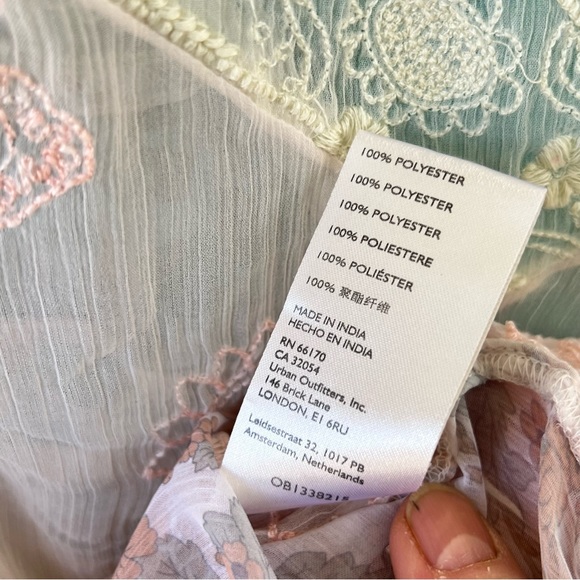 100% POLYESTER
100% POLYESTER
100% POLYESTER
100% POLIESTERE
100% POLIÉSTER
100% 聚酯纤维
MADE IN INDIA
HECHO EN INDIA
RN 66170
CA 32054
Urban Outfitters, Inc.
146 Brick Lane
LONDON, E1 6RU
Leidsestraat 32, 1017 PB
Amsterdam, Netherlands
OB1338215